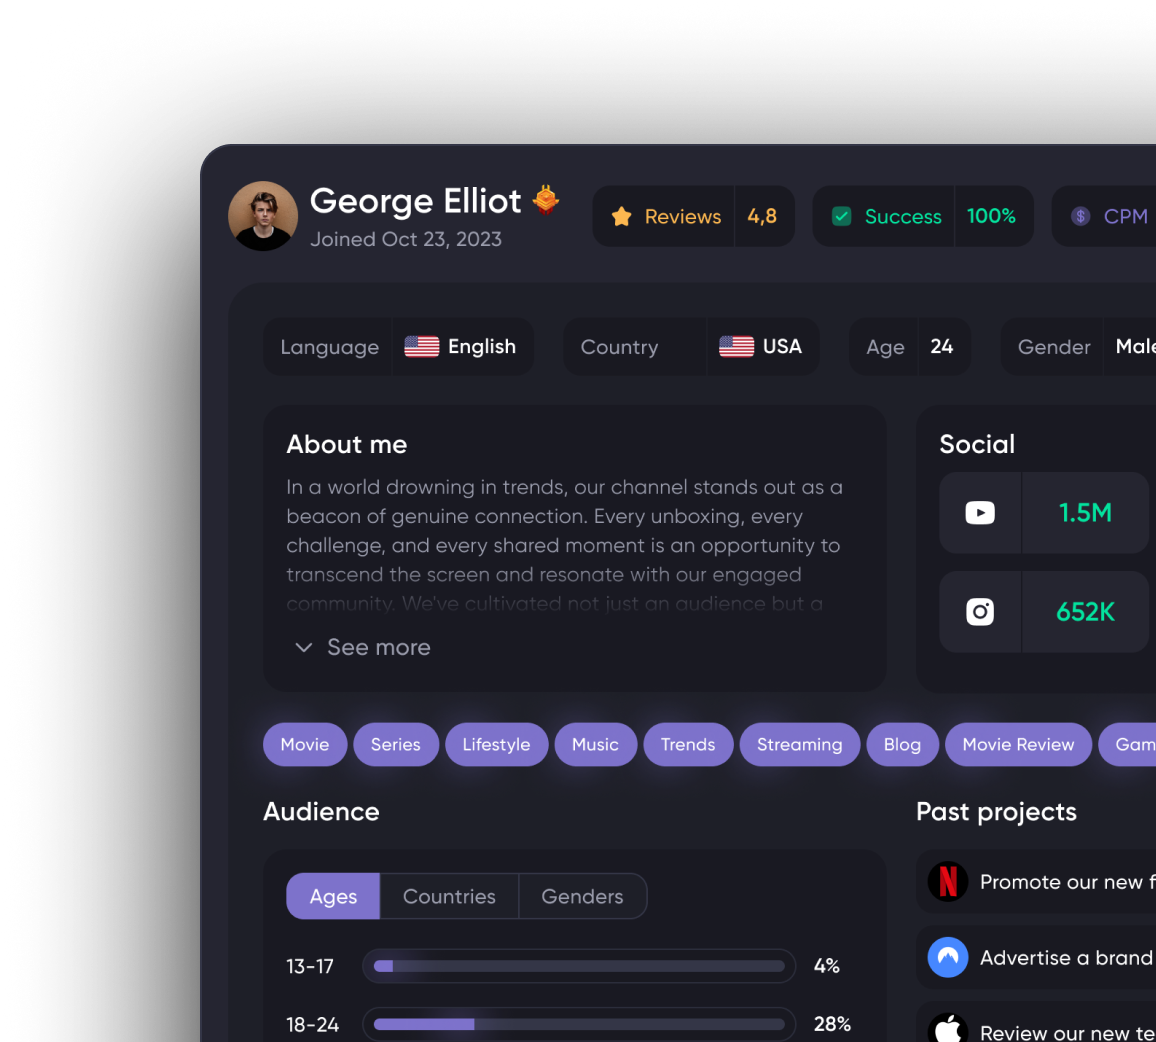 George Elliot
Joined Oct 23, 2023
Reviews 4,8
Success 100%
$ CPM
Language English
Country USA
Age 24
Gender Male
About me
In a world drowning in trends, our channel stands out as a
beacon of genuine connection. Every unboxing, every
challenge, and every shared moment is an opportunity to
transcend the screen and resonate with our engaged
community. We've cultivated not just an audience but a
See more
Social
1.5M
652K
Movie Series Lifestyle Music Trends Streaming Blog Movie Review Gam
Audience
Ages Countries Genders
13-17 4%
18-24 28%
Past projects
N Promote our new f
Advertise a brand
Review our new te